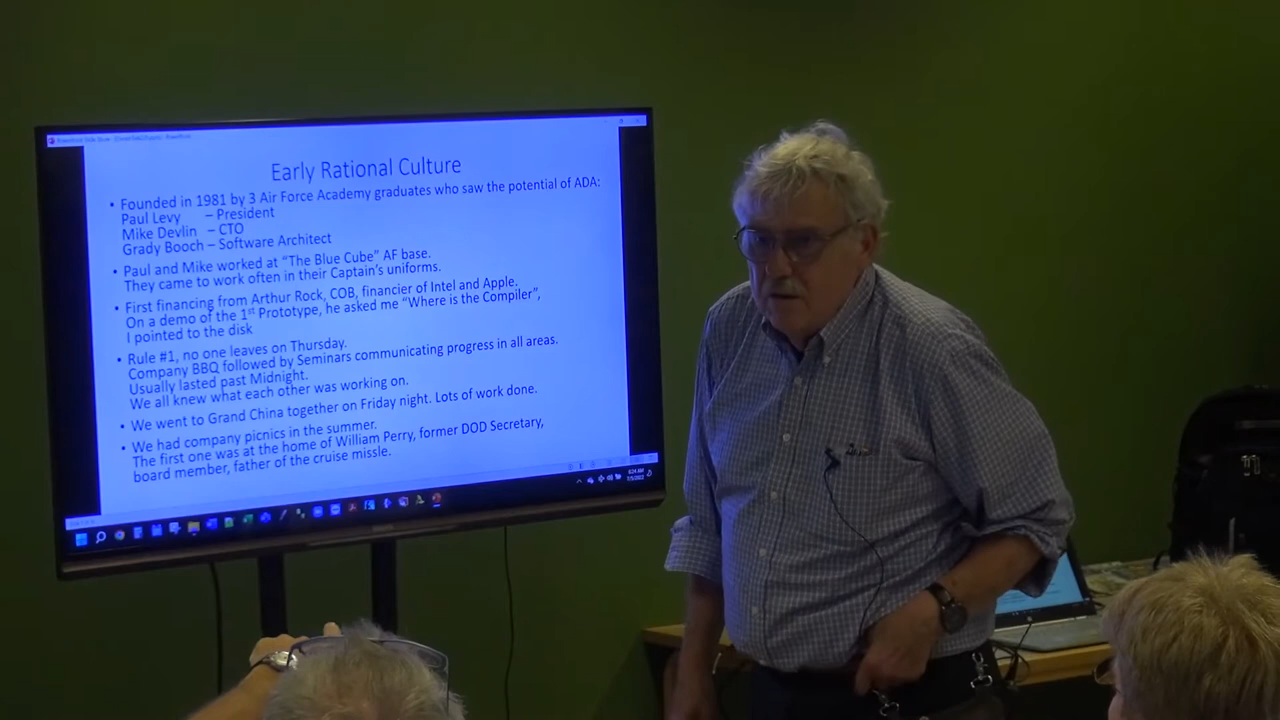 Early Rational Culture
• Founded in 1981 by 3 Air Force Academy graduates who saw the potential of ADA:
Paul Levy – President
Mike Devlin – CTO
Grady Booch – Software Architect
• Paul and Mike worked at “The Blue Cube” AF base.
They came to work often in their Captain’s uniforms.
• First financing from Arthur Rock, COB, financier of Intel and Apple.
On a demo of the 1st Prototype, he asked me “Where is the Compiler”,
I pointed to the disk
• Rule #1, no one leaves on Thursday.
Company BBQ followed by Seminars communicating progress in all areas.
Usually lasted past Midnight.
We all knew what each other was working on.
• We went to Grand China together on Friday night. Lots of work done.
• We had company picnics in the summer.
The first one was at the home of William Perry, former DOD Secretary,
board member, father of the cruise missle.